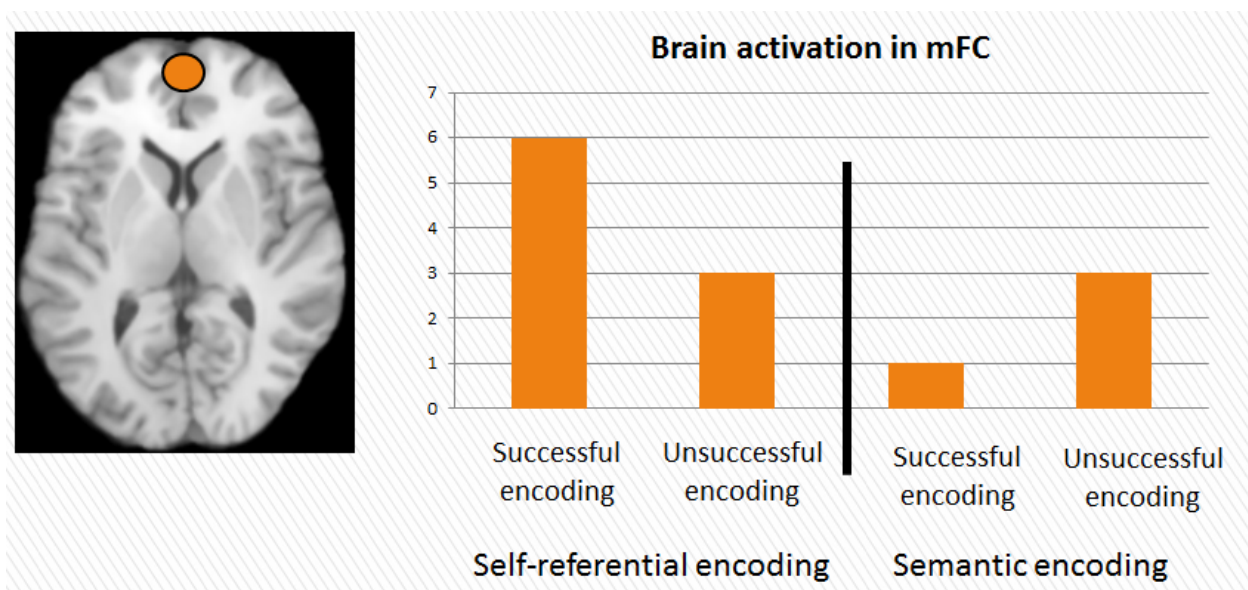 Brain activation in mFC
7
6
5
4
3
2
1
0
Successful
encoding
Unsuccessful
encoding
Successful
encoding
Unsuccessful
encoding
Self-referential encoding
Semantic encoding